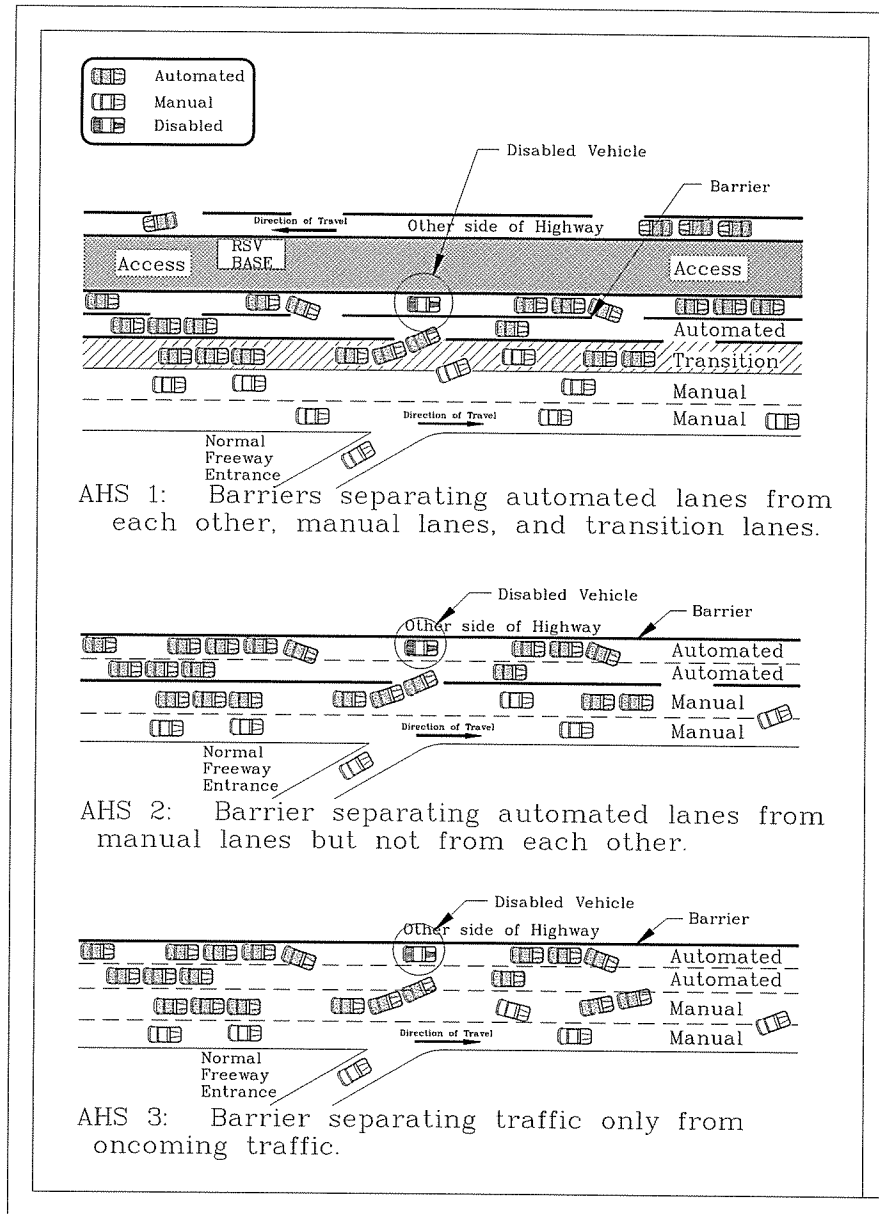 Automated
Manual
Disabled
Disabled Vehicle
Barrier
Direction of Travel
Other side of Highway
RSV
BASE
Access
Access
Automated
Transition
Manual
Direction of Travel
Manual
Normal
Freeway
Entrance
AHS 1: Barriers separating automated lanes from
each other, manual lanes, and transition lanes.
Disabled Vehicle
Other side of Highway
Barrier
Automated
Automated
Manual
Direction of Travel
Manual
Normal
Freeway
Entrance
AHS 2: Barrier separating automated lanes from
manual lanes but not from each other.
Disabled Vehicle
Other side of Highway
Barrier
Automated
Automated
Manual
Direction of Travel
Manual
Normal
Freeway
Entrance
AHS 3: Barrier separating traffic only from
oncoming traffic.